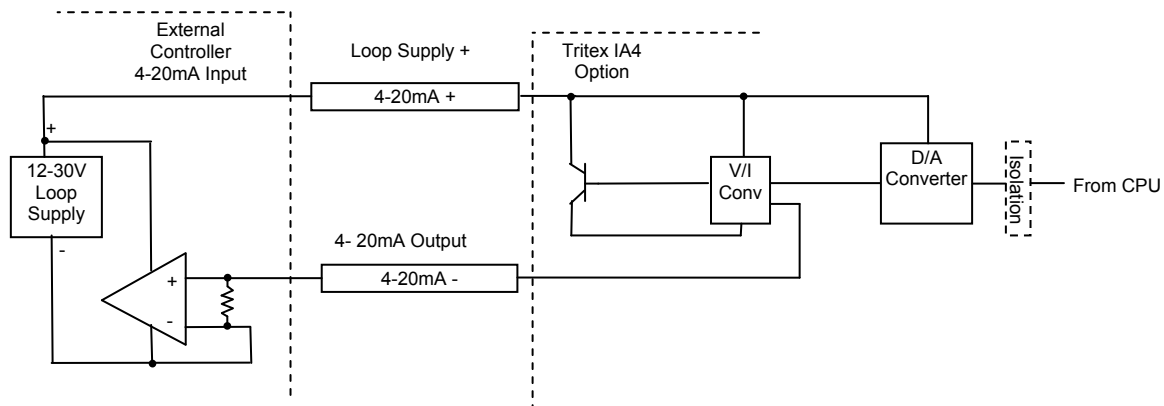 External
Controller
4-20mA Input
Loop Supply +
4-20mA +
Tritex IA4
Option
+
12-30V
Loop
Supply
-
V/I
Conv
D/A
Converter
Isolation
From CPU
4- 20mA Output
4-20mA -
+
-